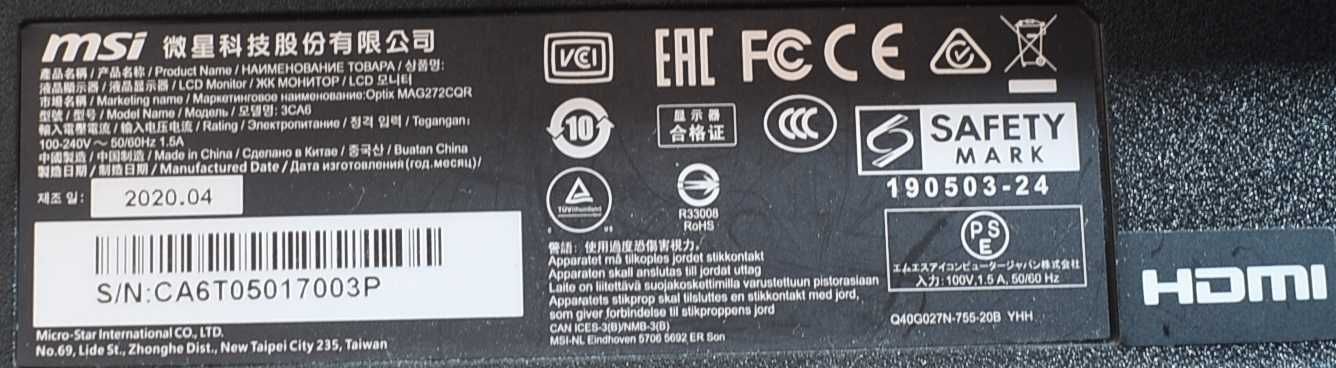 msi 微星科技股份有限公司
產品名稱 / 产品名称 / Product Name / НАИМЕНОВАНИЕ ТОВАРА / 상품명:
液晶顯示器 / 液晶显示器 / LCD Monitor / ЖК МОНИТОР / LCD 모니터
市場名稱 / Marketing name / Маркетинговое наименование:Optix MAG272CQR
型號 / 型号 / Model Name / Модель / 모델명: 3CA6
輸入電壓電流 / 输入电压电流 / Rating / Электропитание / 정격 입력 / Tegangan:
100-240V ~ 50/60Hz 1.5A
中國製造 / 中国制造 / Made in China / Сделано в Китае / 중국산 / Buatan China
製造日期 / 制造日期 / Manufactured Date / Дата изготовления (год.месяц)/
제조 일: 2020.04
S/N:CA6T05017003P
Micro-Star International CO., LTD.
No.69, Lide St., Zhonghe Dist., New Taipei City 235, Taiwan
VCCI
EAC FC CE
10
显示器
合格证
CCC
SAFETY
MARK
190503-24
TÜVRheinland
R33008
RoHS
PS
E
エムエスアイコンピュータージャパン株式会社
入力: 100V,1.5 A, 50/60 Hz
警語: 使用過度恐傷害視力。
Apparatet må tilkoples jordet stikkontakt
Apparaten skall anslutas till jordat uttag
Laite on liitettävä suojakoskettimilla varustettuun pistorasiaan
Apparatets stikprop skal tilsluttes en stikkontakt med jord,
som giver forbindelse til stikproppens jord
CAN ICES-3(B)/NMB-3(B)
MSI-NL Eindhoven 5706 5692 ER Son
Q40G027N-755-20B YHH
HDMI